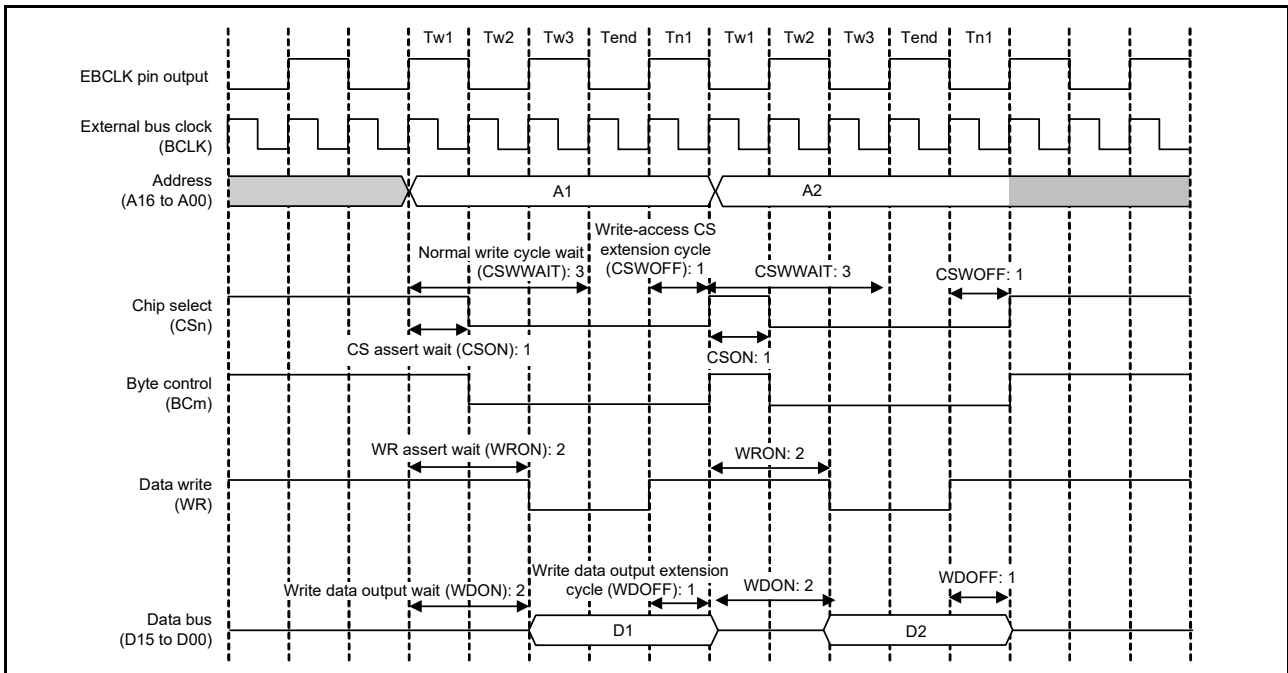 Tw1 Tw2 Tw3 Tend Tn1 Tw1 Tw2 Tw3 Tend Tn1
EBCLK pin output
External bus clock
(BCLK)
Address
(A16 to A00)
A1 A2
Normal write cycle wait
(CSWWAIT): 3
Write-access CS
extension cycle
(CSWOFF): 1
CSWWAIT: 3
CSWOFF: 1
Chip select
(CSn)
CS assert wait (CSON): 1
CSON: 1
Byte control
(BCm)
WR assert wait (WRON): 2
WRON: 2
Data write
(WR)
Write data output wait (WDON): 2
Write data output extension
cycle (WDOFF): 1
WDON: 2
WDOFF: 1
Data bus
(D15 to D00)
D1 D2